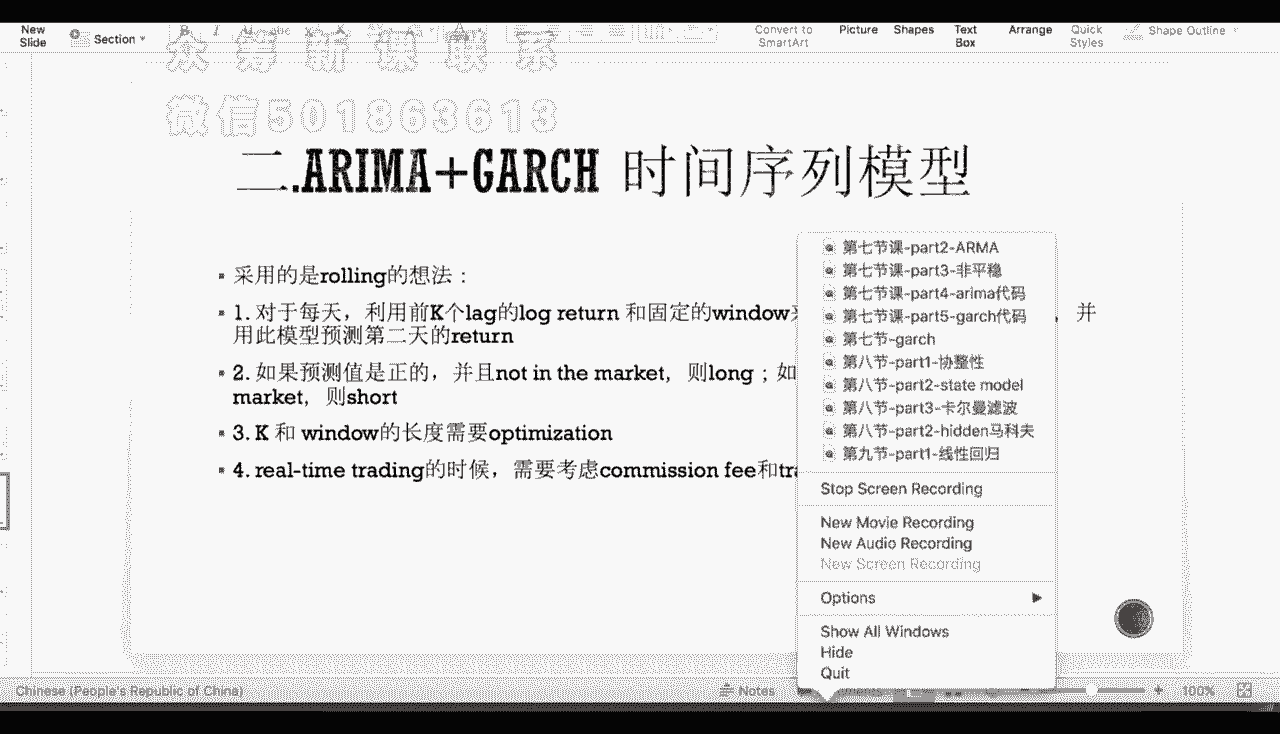 New
Slide
Section
Convert to
SmartArt
Picture
Shapes
Text
Box
Arrange
Quick
Styles
Shape Outline
众筹新课联系
微信501863613
二.ARIMA+GARCH 时间序列模型
采用的是rolling的想法：
1. 对于每天，利用前K个lag的log return 和固定的window
，并
用此模型预测第二天的return
2. 如果预测值是正的，并且not in the market，则long；如
market，则short
3. K 和 window的长度需要optimization
4. real-time trading的时候，需要考虑commission fee和tra
第七节课-part2-ARMA
第七节课-part3-非平稳
第七节课-part4-arima代码
第七节课-part5-garch代码
第七节-garch
第八节-part1-协整性
第八节-part2-state model
第八节-part3-卡尔曼滤波
第八节-part2-hidden马科夫
第九节-part1-线性回归
Stop Screen Recording
New Movie Recording
New Audio Recording
New Screen Recording
Options
Show All Windows
Hide
Quit
Chinese (People's Republic of China)
Notes
100%